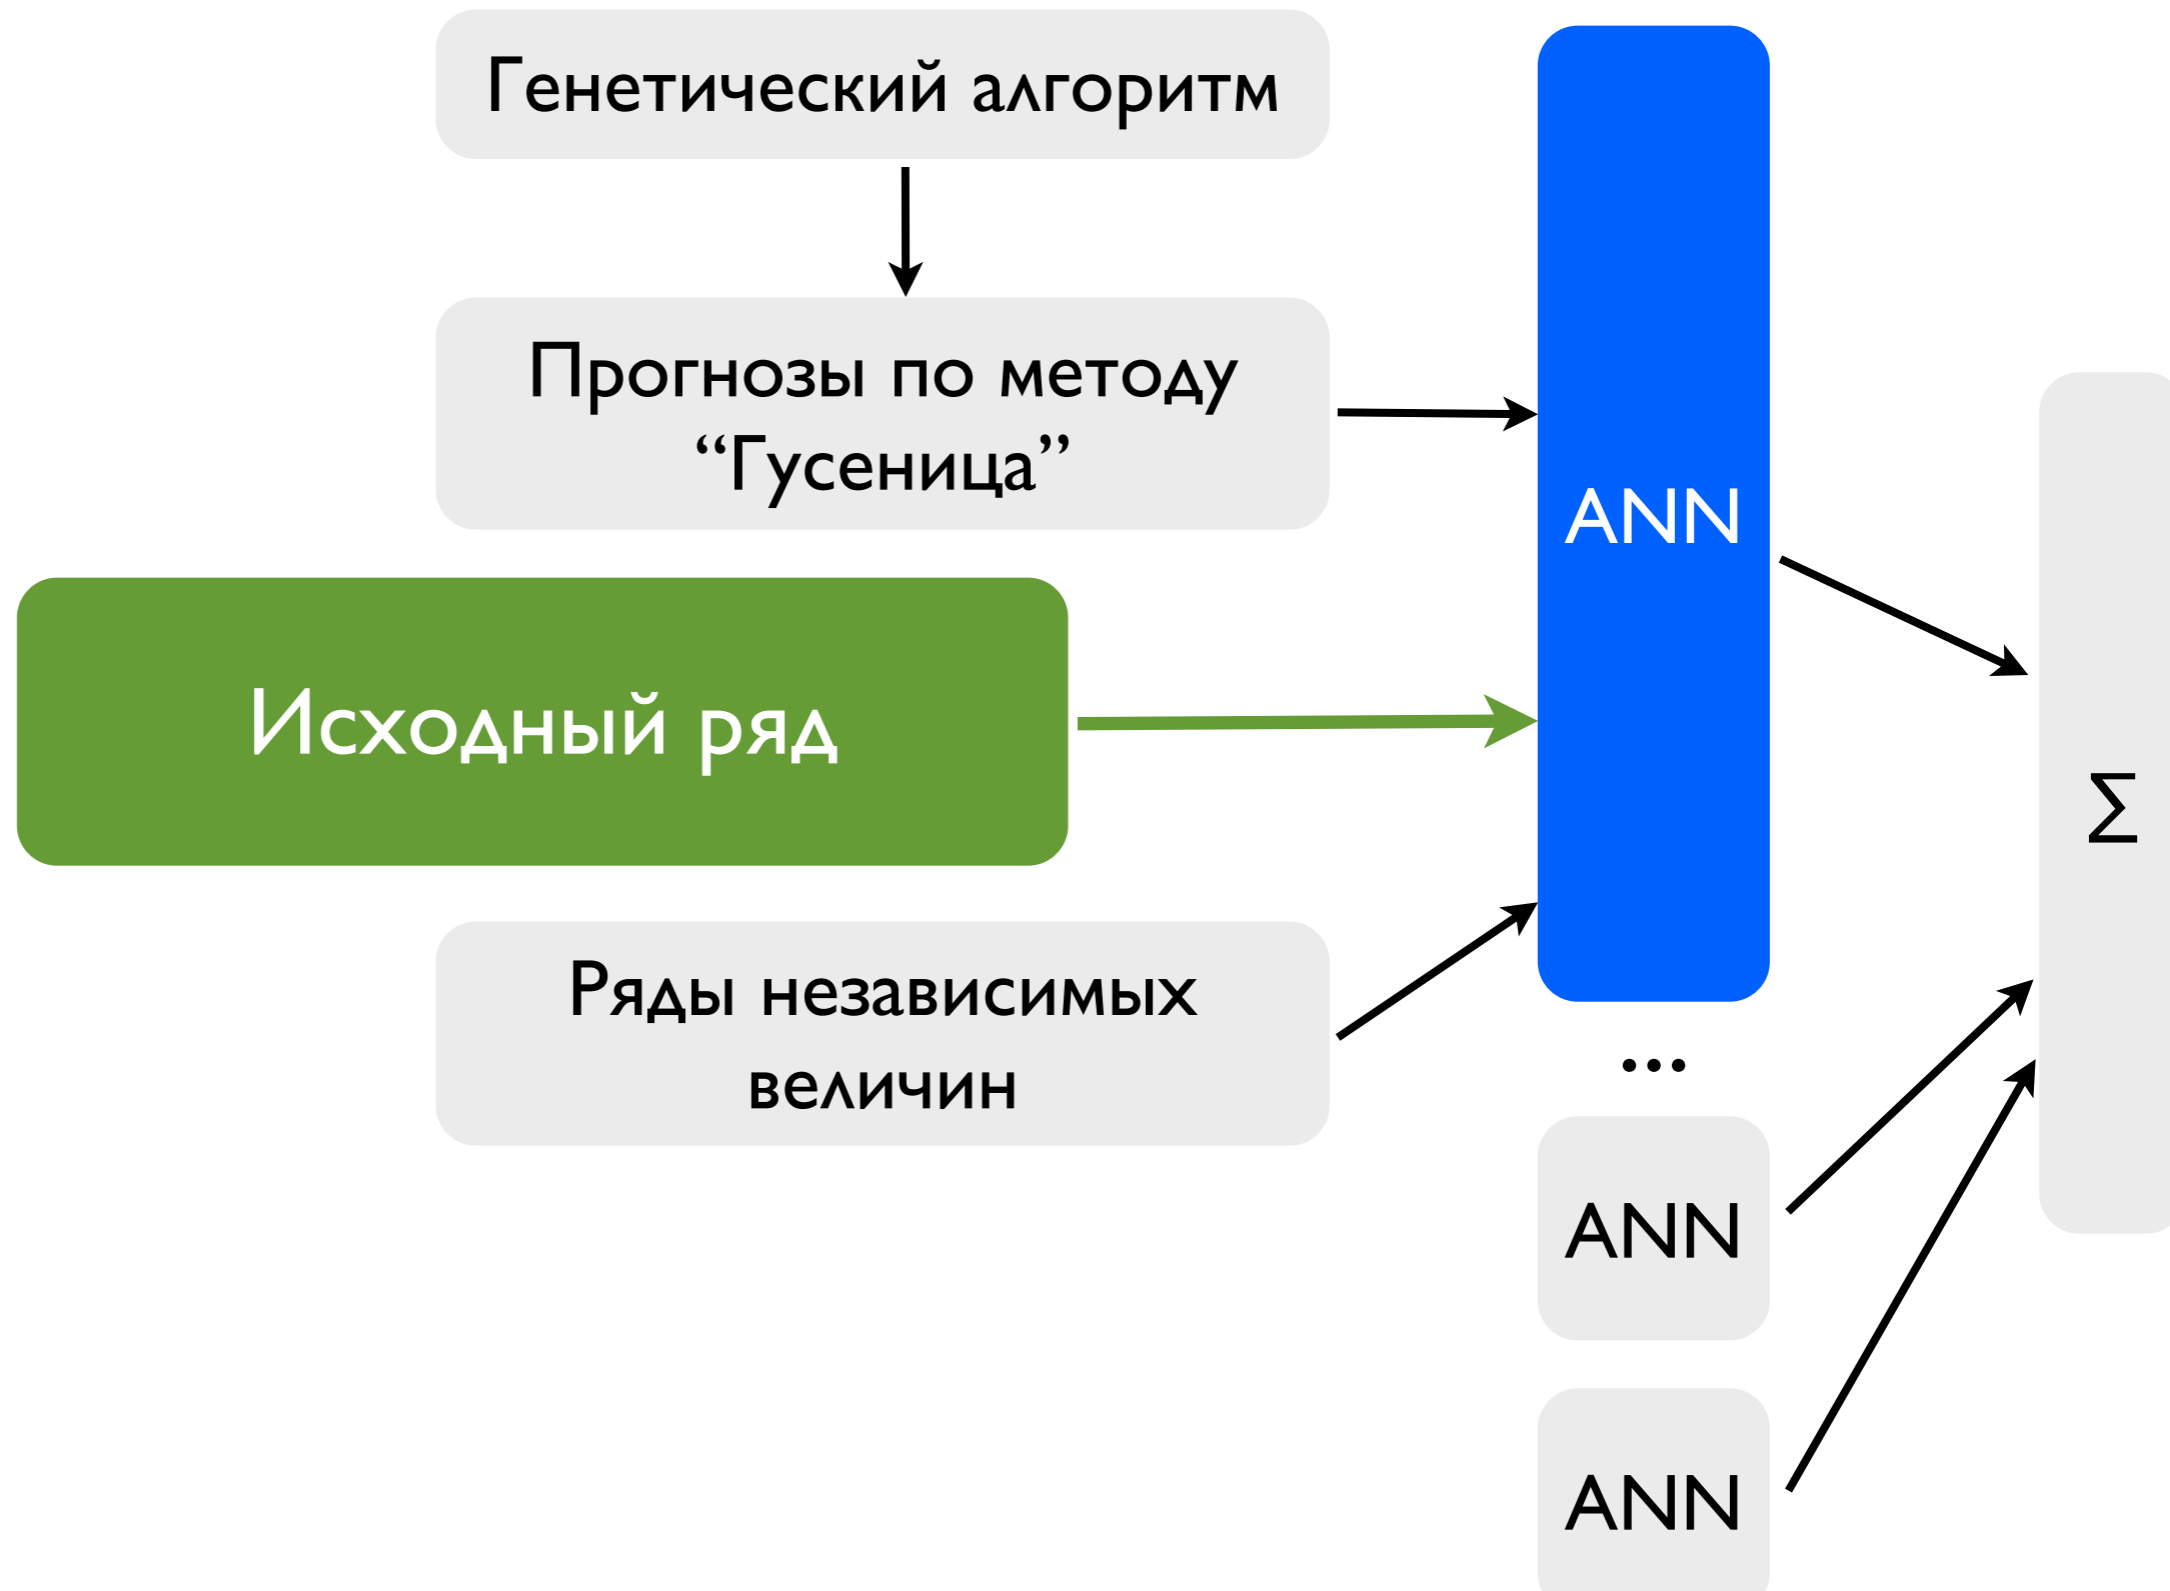 Генетический алгоритм
Прогнозы по методу
“Гусеница”
ANN
Исходный ряд
Σ
Ряды независимых
величин
...
ANN
ANN